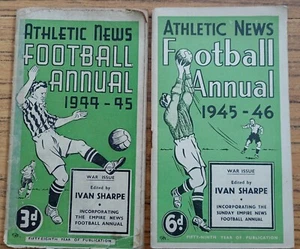 ATHLETIC NEWS
FOOTBALL
ANNUAL
1944-45
WAR ISSUE
Edited by
IVAN SHARPE
INCORPORATING
THE EMPIRE NEWS
FOOTBALL ANNUAL
3d
FIFTY-EIGHTH YEAR OF PUBLICATION
ATHLETIC NEWS
Football
Annual
1945-46
WAR ISSUE
Edited by
IVAN SHARPE
INCORPORATING THE
SUNDAY EMPIRE NEWS
FOOTBALL ANNUAL
6d
FIFTY-NINTH YEAR OF PUBLICATION